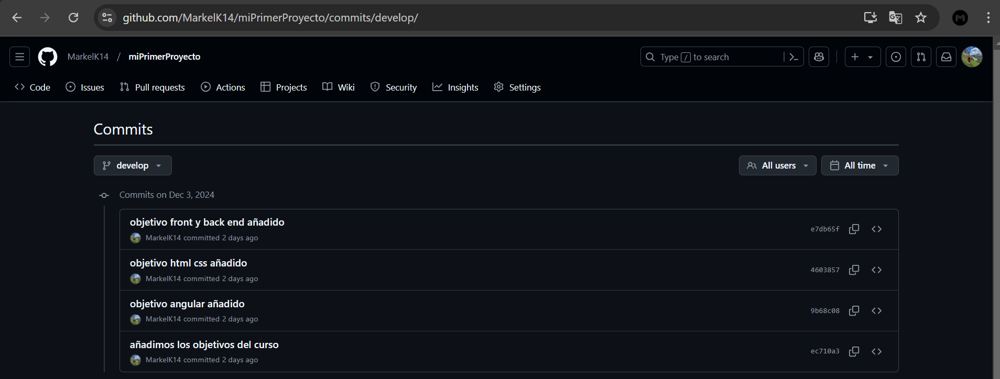 github.com/MarkelK14/miPrimerProyecto/commits/develop/
MarkelK14 / miPrimerProyecto
Type / to search
Code Issues Pull requests Actions Projects Wiki Security Insights Settings
Commits
develop All users All time
Commits on Dec 3, 2024
objetivo front y back end añadido
MarkelK14 committed 2 days ago
e7db65f
objetivo html css añadido
MarkelK14 committed 2 days ago
4603857
objetivo angular añadido
MarkelK14 committed 2 days ago
9b68c08
añadimos los objetivos del curso
MarkelK14 committed 2 days ago
ec710a3